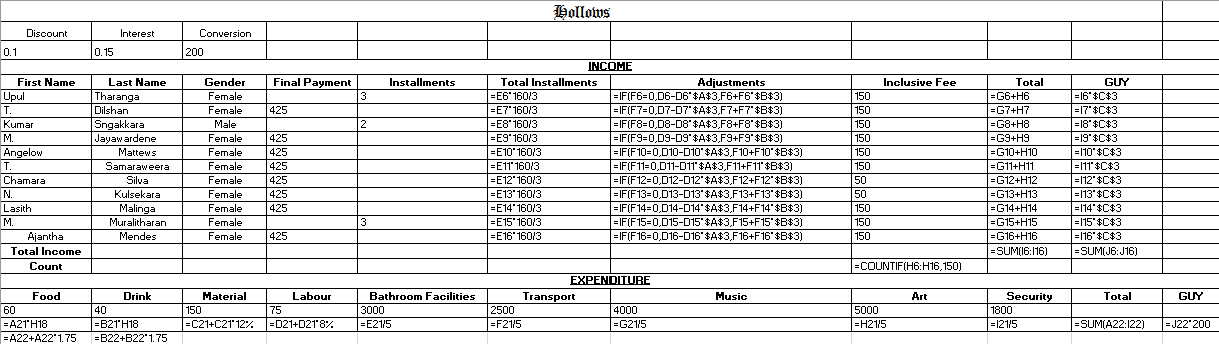 Hollows
Discount Interest Conversion
0.1 0.15 200
INCOME
First Name Last Name Gender Final Payment Installments Total Installments Adjustments Inclusive Fee Total GUY
Upul Tharanga Female 3 =E6*160/3 =IF(F6=0,D6-D6*$A$3,F6+F6*$B$3) 150 =G6+H6 =I6*$C$3
T. Dilshan Female 425 =E7*160/3 =IF(F7=0,D7-D7*$A$3,F7+F7*$B$3) 150 =G7+H7 =I7*$C$3
Kumar Sngakkara Male 2 =E8*160/3 =IF(F8=0,D8-D8*$A$3,F8+F8*$B$3) 150 =G8+H8 =I8*$C$3
M. Jayawardene Female 425 =E9*160/3 =IF(F9=0,D9-D9*$A$3,F9+F9*$B$3) 150 =G9+H9 =I9*$C$3
Angelow Mattews Female 425 =E10*160/3 =IF(F10=0,D10-D10*$A$3,F10+F10*$B$3) 150 =G10+H10 =I10*$C$3
T. Samaraweera Female 425 =E11*160/3 =IF(F11=0,D11-D11*$A$3,F11+F11*$B$3) 150 =G11+H11 =I11*$C$3
Chamara Silva Female 425 =E12*160/3 =IF(F12=0,D12-D12*$A$3,F12+F12*$B$3) 50 =G12+H12 =I12*$C$3
N. Kulsekara Female 425 =E13*160/3 =IF(F13=0,D13-D13*$A$3,F13+F13*$B$3) 50 =G13+H13 =I13*$C$3
Lasith Malinga Female 425 =E14*160/3 =IF(F14=0,D14-D14*$A$3,F14+F14*$B$3) 150 =G14+H14 =I14*$C$3
M. Muralitharan Female 3 =E15*160/3 =IF(F15=0,D15-D15*$A$3,F15+F15*$B$3) 150 =G15+H15 =I15*$C$3
Ajantha Mendes Female 425 =E16*160/3 =IF(F16=0,D16-D16*$A$3,F16+F16*$B$3) 150 =G16+H16 =I16*$C$3
Total Income =SUM(I6:I16) =SUM(J6:J16)
Count =COUNTIF(H6:H16,150)
EXPENDITURE
Food Drink Material Labour Bathroom Facilities Transport Music Art Security Total GUY
60 40 150 75 3000 2500 4000 5000 1800
=A21*H18 =B21*H18 =C21+C21*12% =D21+D21*8% =E21/5 =F21/5 =G21/5 =H21/5 =I21/5 =SUM(A22:I22) =J22*200
=A22+A22*1.75 =B22+B22*1.75